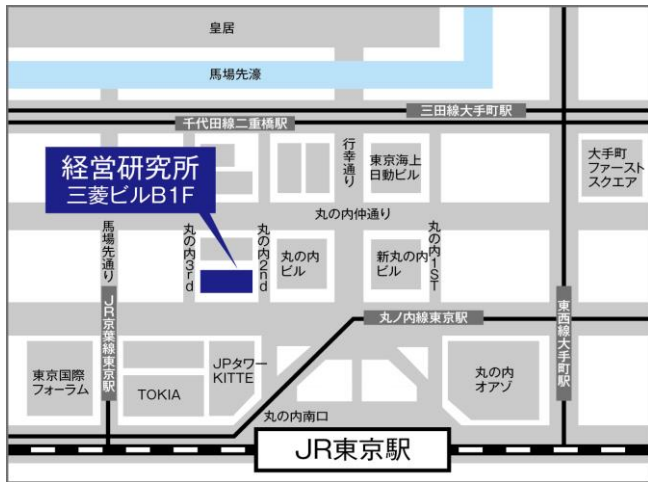 皇居
馬場先濠
三田線大手町駅
千代田線二重橋駅
経営研究所
三菱ビルB1F
行幸通り
東京海上
日動ビル
大手町
ファースト
スクエア
丸の内仲通り
馬場先通り
丸の内3rd
丸の内2nd
丸の内
ビル
新丸の内
ビル
丸の内1ST
JR京葉線東京駅
丸ノ内線東京駅
東西線大手町駅
東京国際
フォーラム
TOKIA
JPタワー
KITTE
丸の内
オアゾ
丸の内南口
JR東京駅